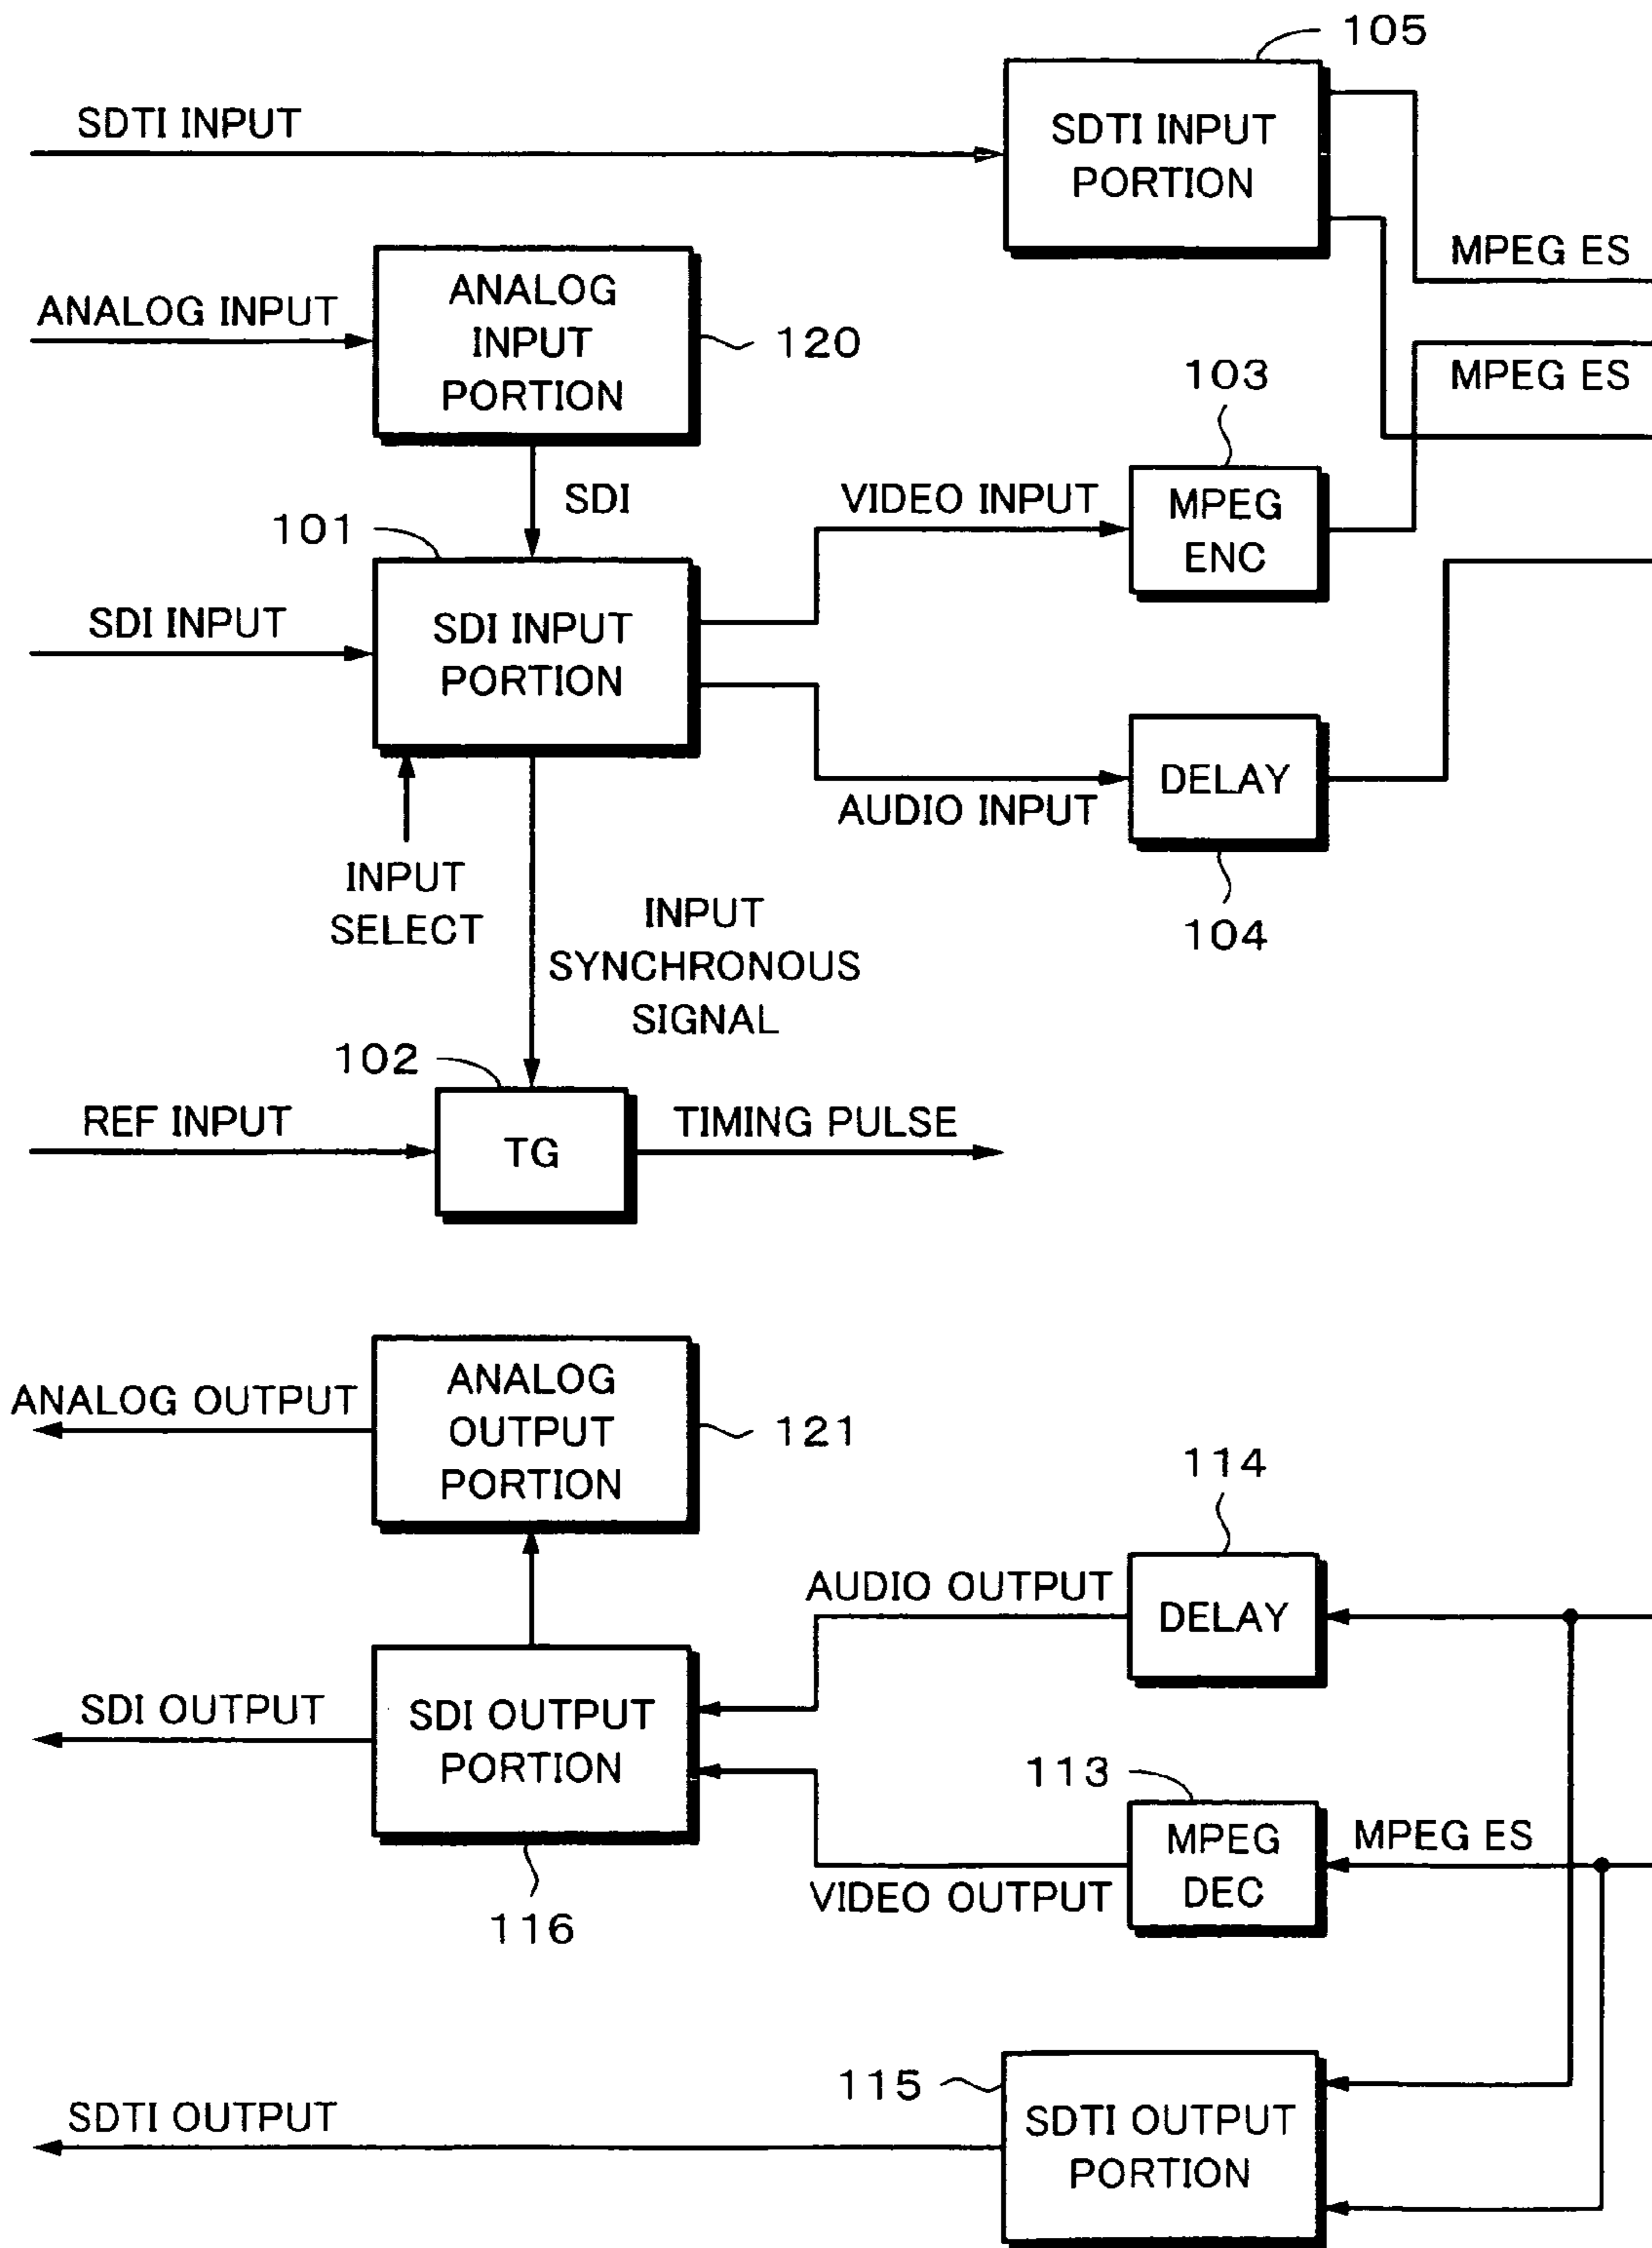 105
SDTI INPUT
SDTI INPUT
PORTION
MPEG ES
ANALOG INPUT
ANALOG
INPUT
PORTION
120
MPEG ES
103
SDI
VIDEO INPUT
MPEG
ENC
101
SDI INPUT
SDI INPUT
PORTION
AUDIO INPUT
DELAY
104
INPUT
SELECT
INPUT
SYNCHRONOUS
SIGNAL
102
REF INPUT
TG
TIMING PULSE
ANALOG OUTPUT
ANALOG
OUTPUT
PORTION
121
114
AUDIO OUTPUT
DELAY
SDI OUTPUT
SDI OUTPUT
PORTION
116
113
MPEG
DEC
MPEG ES
VIDEO OUTPUT
115
SDTI OUTPUT
SDTI OUTPUT
PORTION